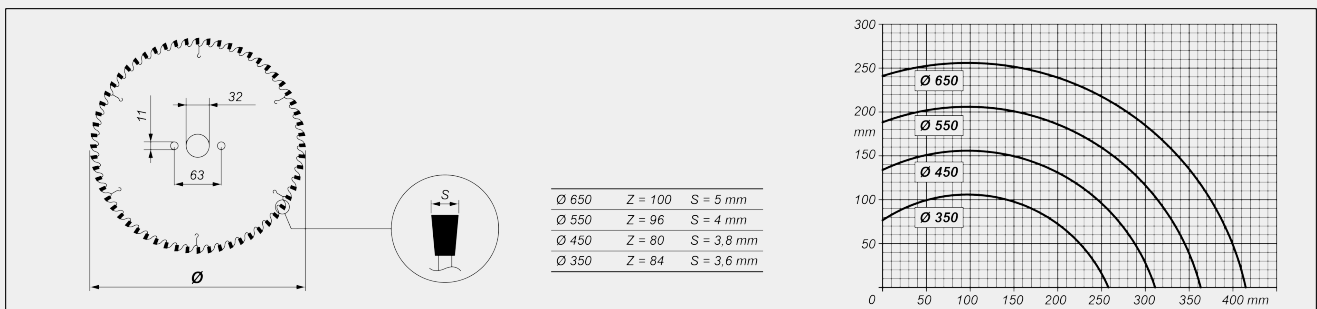 32
11
63
Ø
S
Ø 650 Z = 100 S = 5 mm
Ø 550 Z = 96 S = 4 mm
Ø 450 Z = 80 S = 3,8 mm
Ø 350 Z = 84 S = 3,6 mm
300
250
200
mm
150
100
50
Ø 650
Ø 550
Ø 450
Ø 350
0 50 100 150 200 250 300 350 400 mm